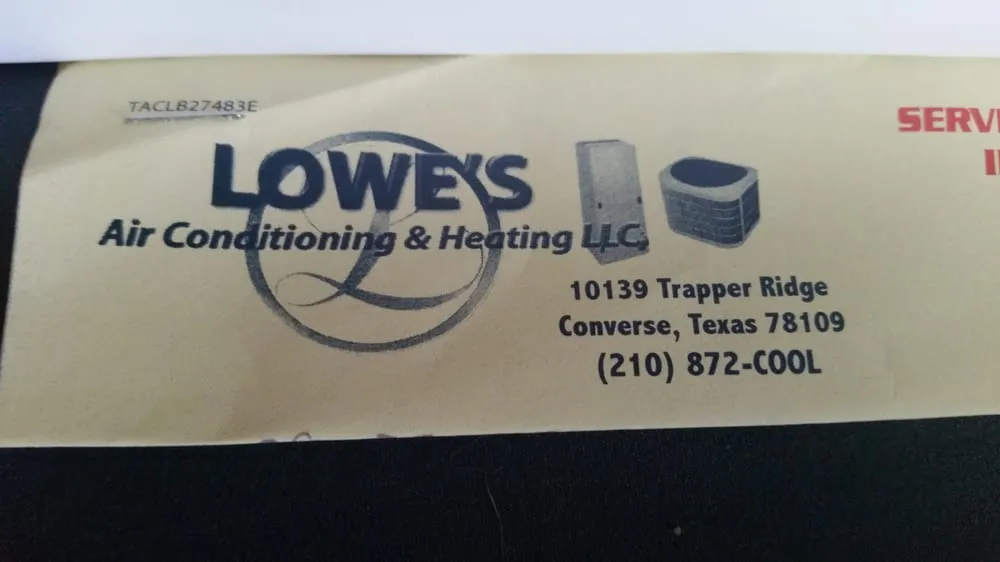 TACLB27483E
LOWE'S
Air Conditioning & Heating LLC.
10139 Trapper Ridge
Converse, Texas 78109
(210) 872-COOL